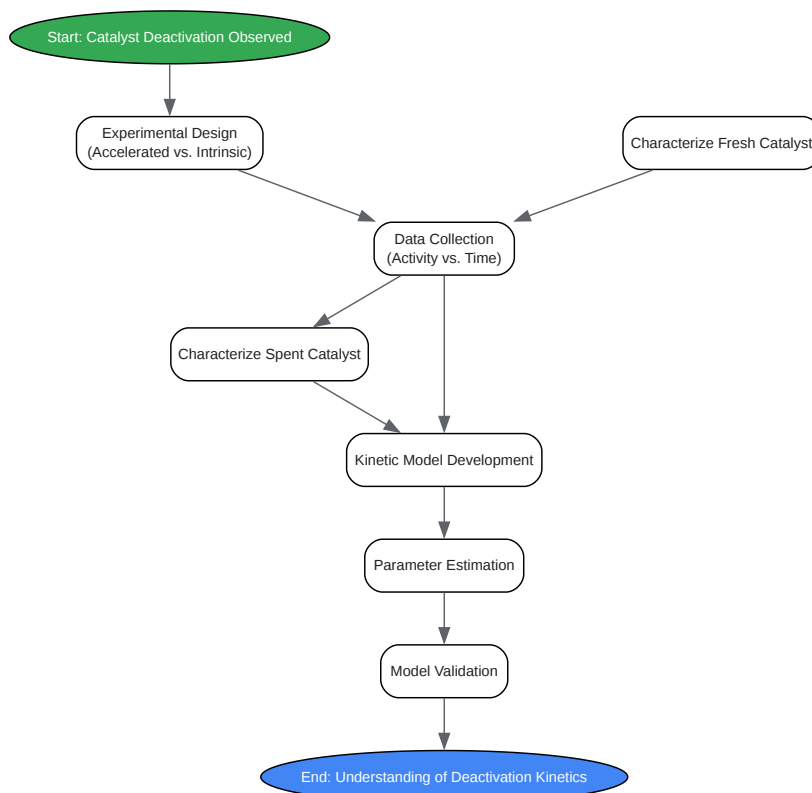 Start: Catalyst Deactivation Observed
Experimental Design
(Accelerated vs. Intrinsic)
Characterize Fresh Catalyst
Data Collection
(Activity vs. Time)
Characterize Spent Catalyst
Kinetic Model Development
Parameter Estimation
Model Validation
End: Understanding of Deactivation Kinetics